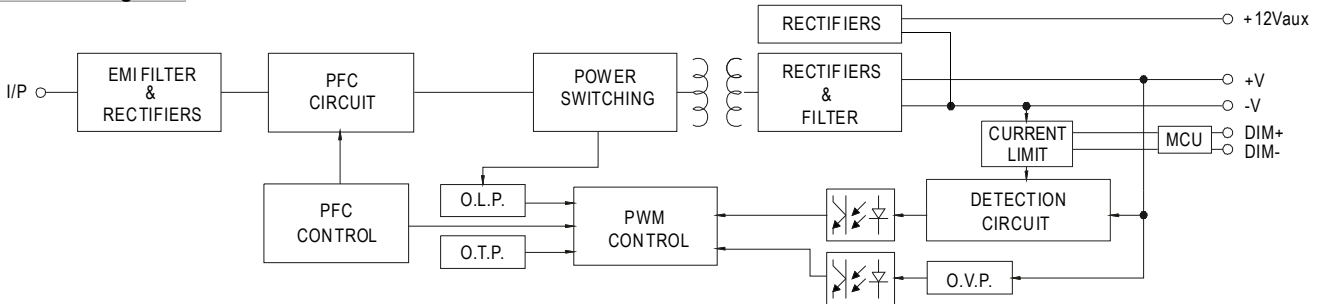 RECTIFIERS
+12Vaux
I/P
EMI FILTER
&
RECTIFIERS
PFC
CIRCUIT
POWER
SWITCHING
RECTIFIERS
&
FILTER
+V
-V
CURRENT
LIMIT
MCU
DIM+
DIM-
PFC
CONTROL
O.L.P.
O.T.P.
PWM
CONTROL
DETECTION
CIRCUIT
O.V.P.